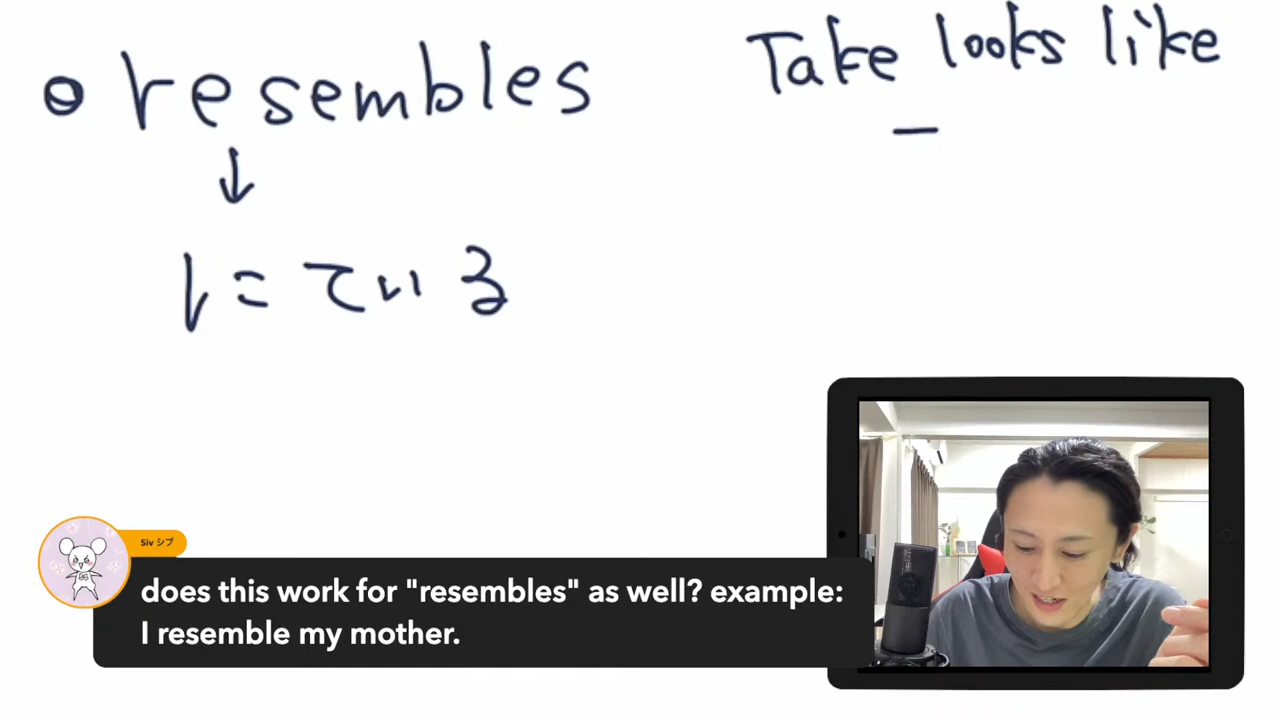 resembles
↓
にている
Take looks like
—
Siv シブ
does this work for "resembles" as well? example:
I resemble my mother.